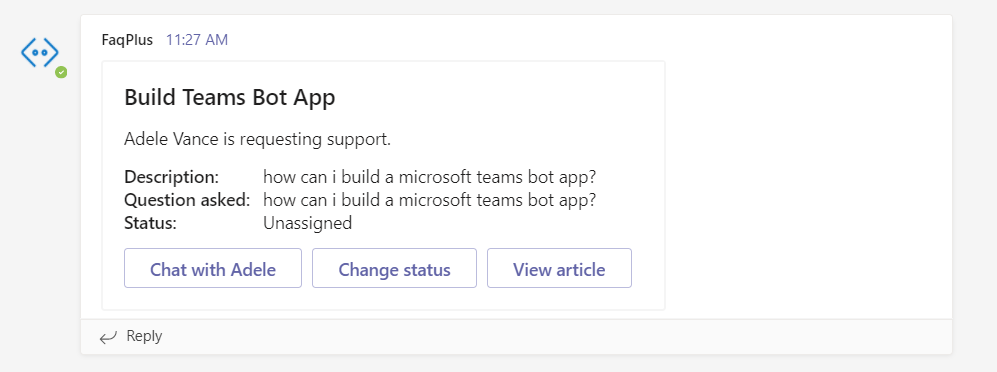 FaqPlus 11:27 AM
Build Teams Bot App
Adele Vance is requesting support.
Description: how can i build a microsoft teams bot app?
Question asked: how can i build a microsoft teams bot app?
Status: Unassigned
Chat with Adele Change status View article
Reply